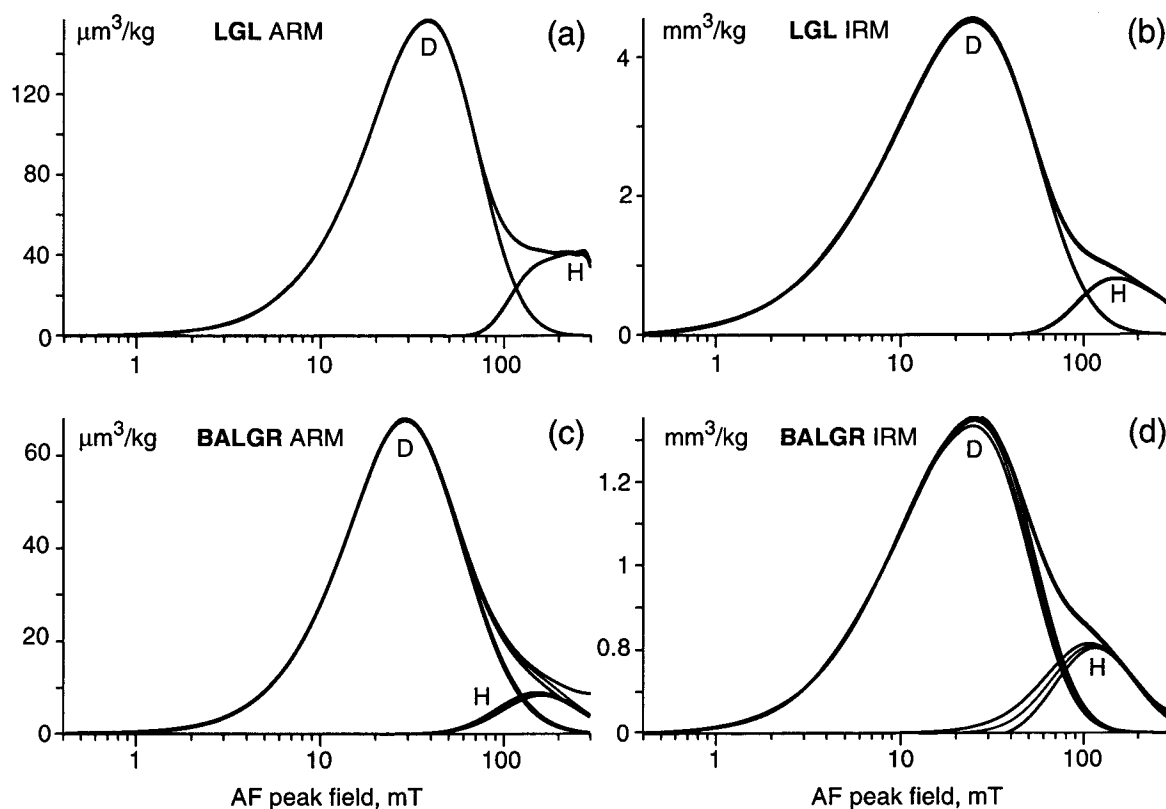 μm³/kg LGL ARM (a)
D
H
120
80
40
0
1 10 100
mm³/kg LGL IRM (b)
D
H
4
2
0
1 10 100
μm³/kg BALGR ARM (c)
D
H
60
40
20
0
1 10 100
AF peak field, mT
mm³/kg BALGR IRM (d)
D
H
1.2
1
0.8
0
1 10 100
AF peak field, mT